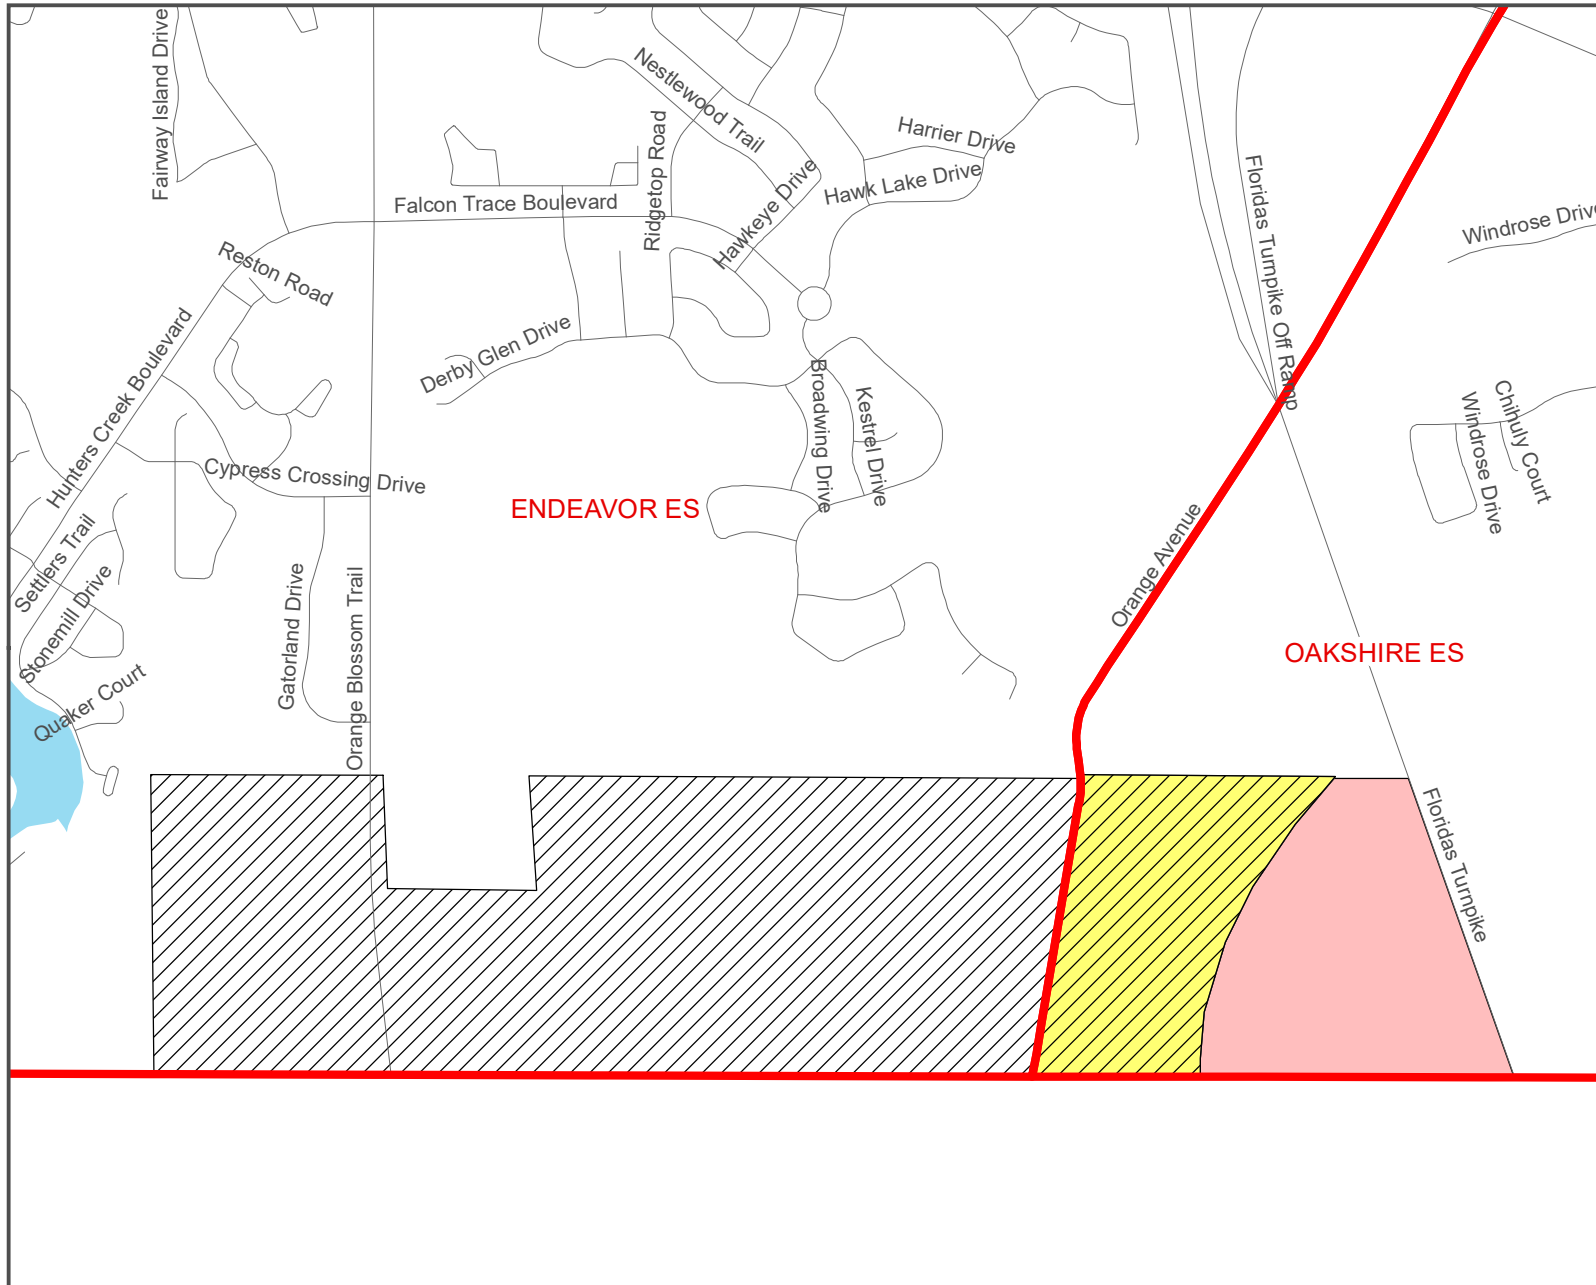 Fairway Island Drive
Nestlewood Trail
Ridgetop Road
Harrier Drive
Hawk Lake Drive
Hawkeye Drive
Falcon Trace Boulevard
Floridas Turnpike Off Ramp
Windrose Drive
Reston Road
Hunters Creek Boulevard
Derby Glen Drive
Broadwing Drive
Kestrel Drive
Windrose Drive
Chihuly Court
Cypress Crossing Drive
ENDEAVOR ES
Orange Avenue
Settlers Trail
Stonemill Drive
Gatorland Drive
Orange Blossom Trail
OAKSHIRE ES
Quaker Court
Floridas Turnpike